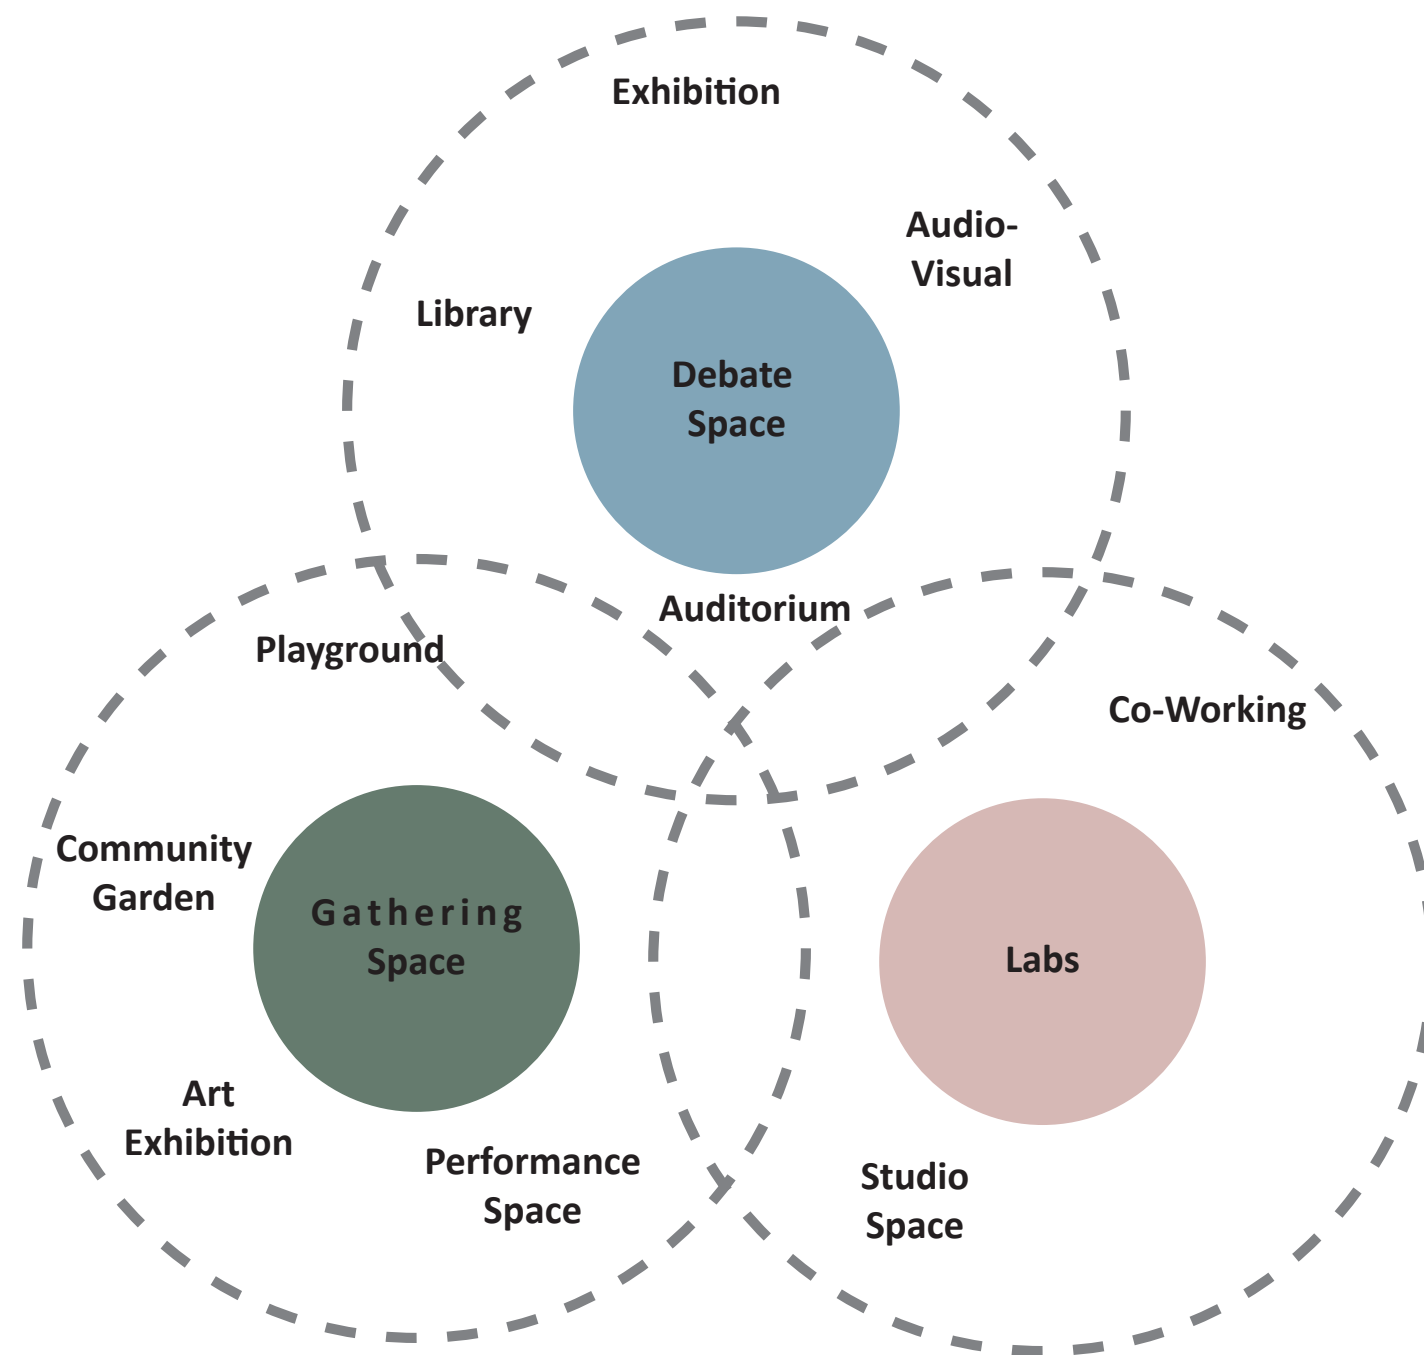 Exhibition
Audio-
Visual
Library
Debate
Space
Auditorium
Playground
Co-Working
Community
Garden
Gathering
Space
Labs
Art
Exhibition
Performance
Space
Studio
Space